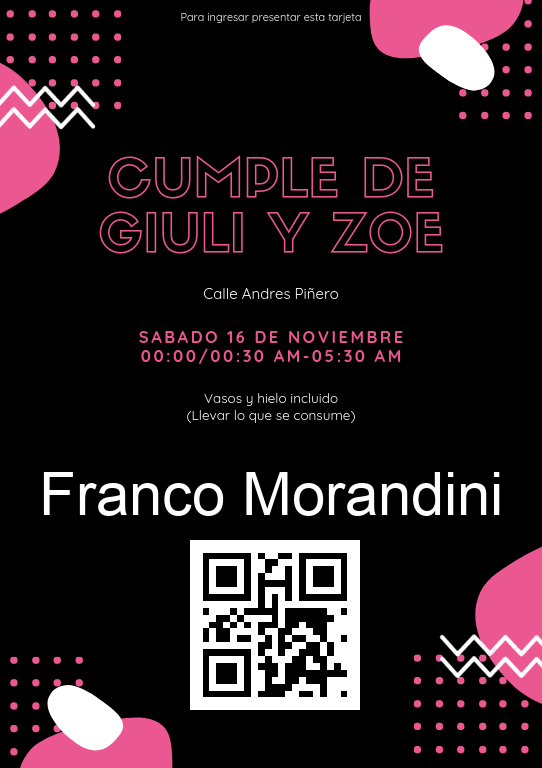 Para ingresar presentar esta tarjeta
CUMPLE DE
GIULI Y ZOE
Calle Andres Piñero
SABADO 16 DE NOVIEMBRE
00:00/00:30 AM-05:30 AM
Vasos y hielo incluido
(Llevar lo que se consume)
Franco Morandini